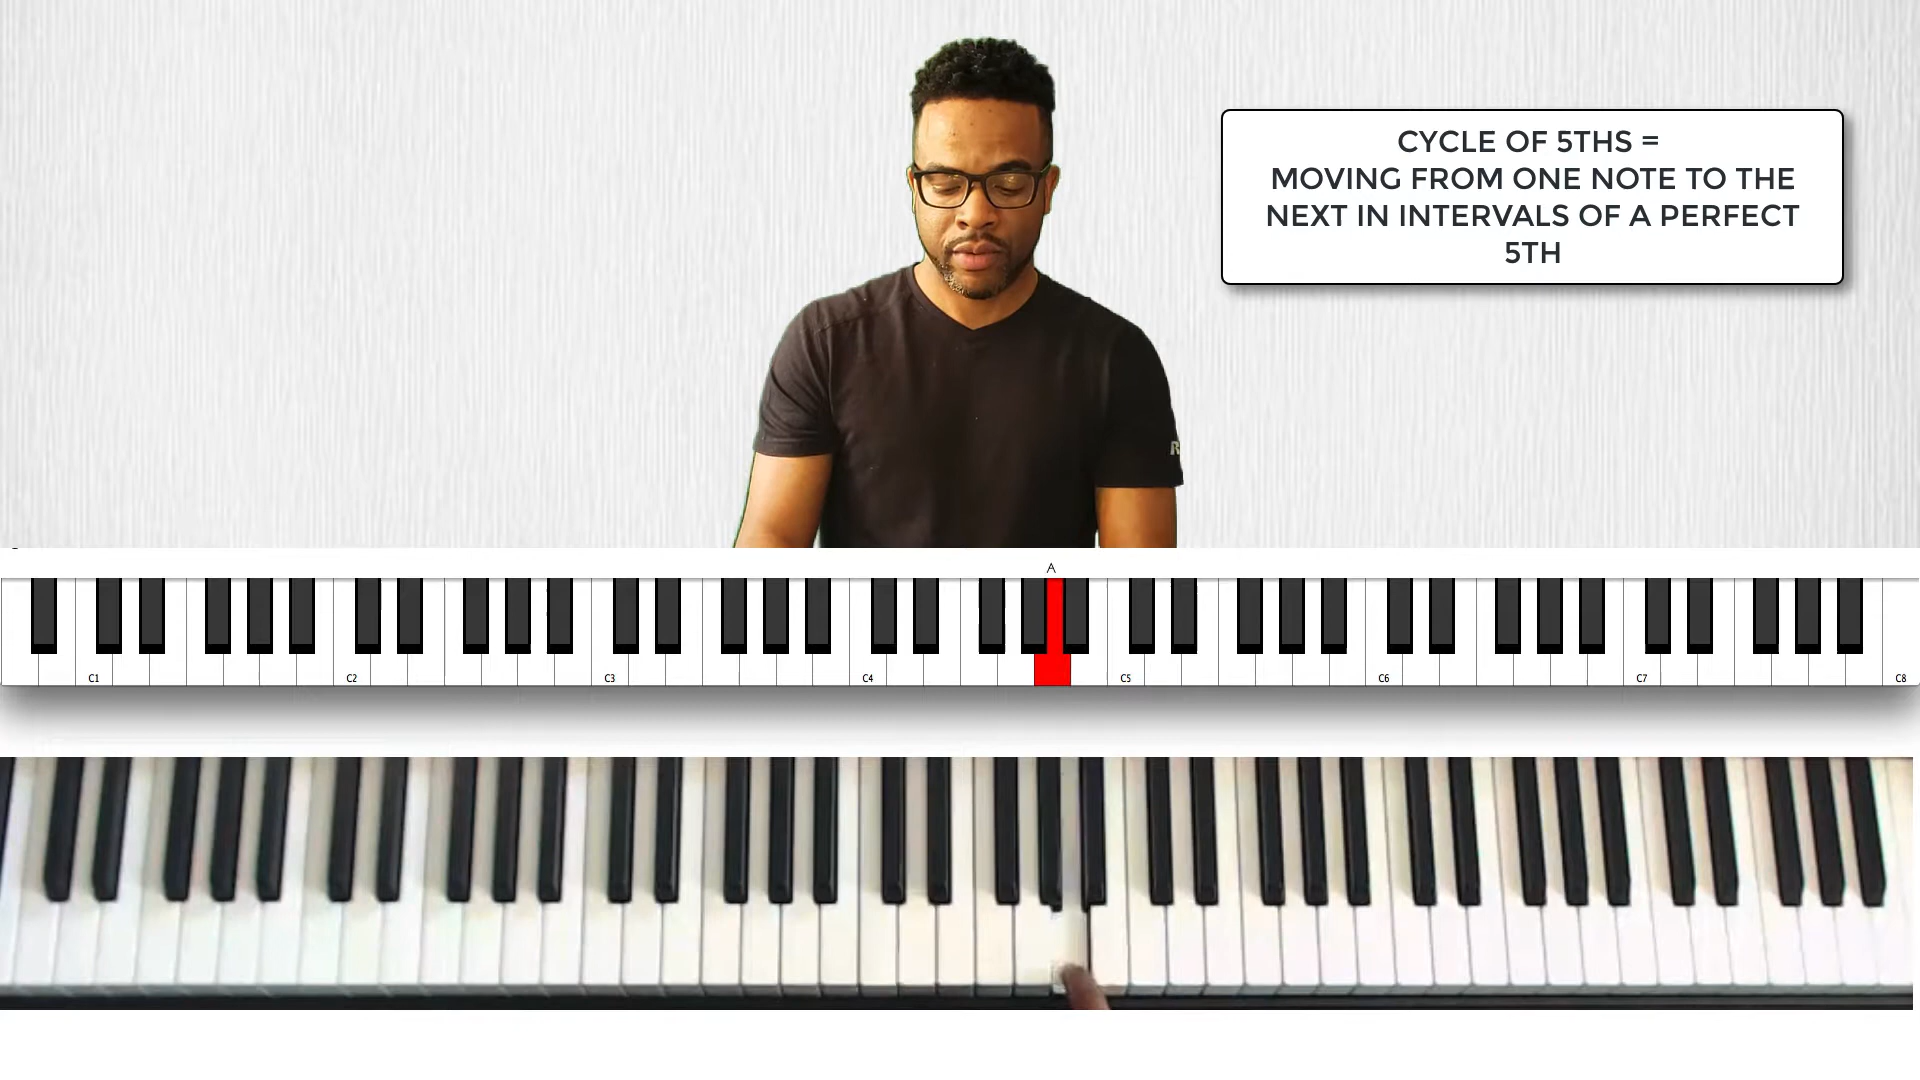 CYCLE OF 5THS =
MOVING FROM ONE NOTE TO THE
NEXT IN INTERVALS OF A PERFECT
5TH
R
A
C1 C2 C3 C4 C5 C6 C7 C8